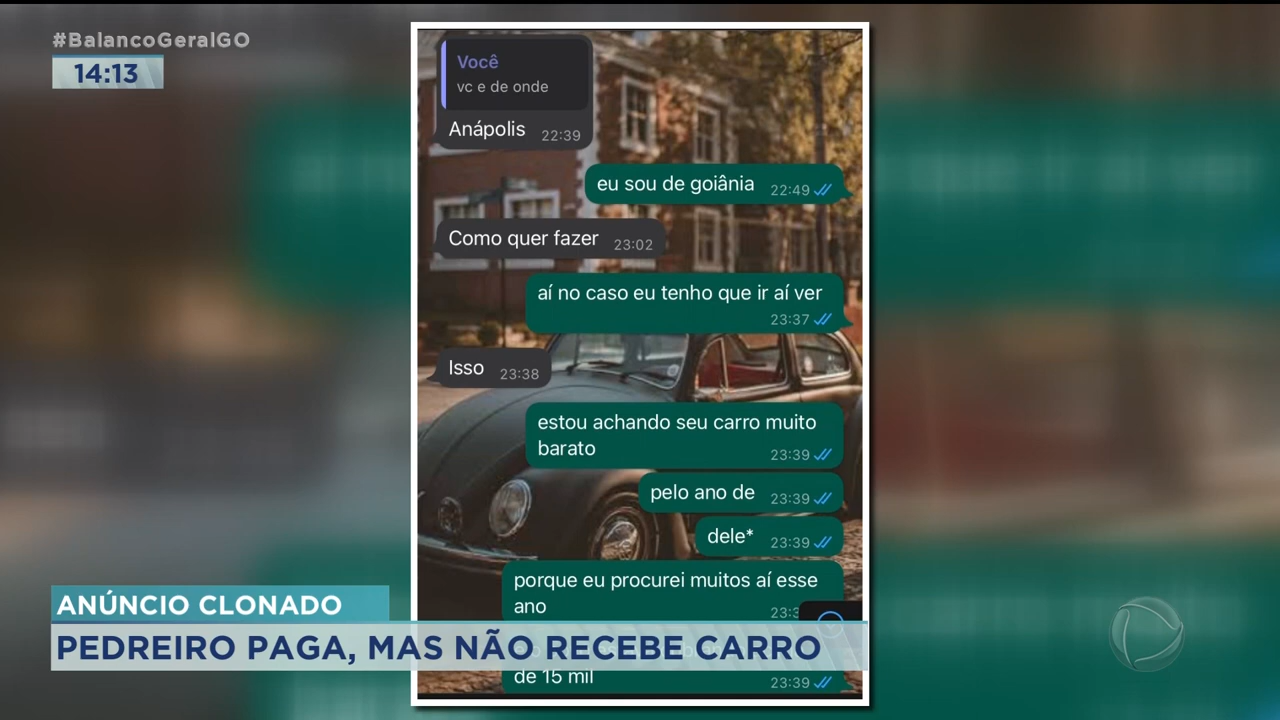 #BalancoGeralGO
14:13
Você
vc e de onde
Anápolis 22:39
eu sou de goiânia 22:49
Como quer fazer 23:02
aí no caso eu tenho que ir aí ver
23:37
Isso 23:38
estou achando seu carro muito
barato 23:39
pelo ano de 23:39
dele* 23:39
porque eu procurei muitos aí esse
ano 23:3
ANÚNCIO CLONADO
PEDREIRO PAGA, MAS NÃO RECEBE CARRO
de 15 mil 23:39